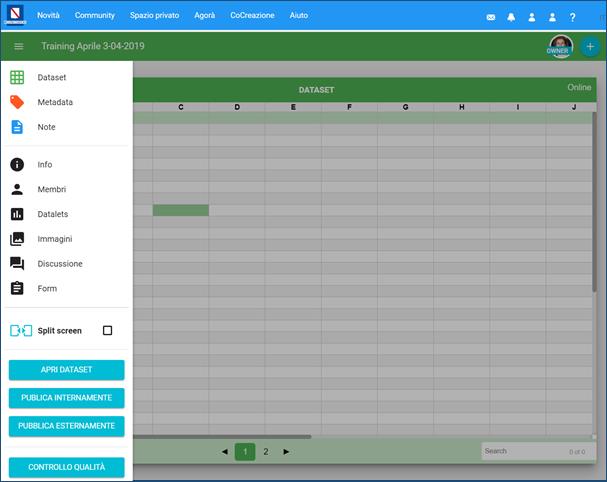 Novità Community Spazio privato Agorà CoCreazione Aiuto ?
Training Aprile 3-04-2019 OWNER +
Dataset
Metadata
Note
Info
Membri
Datalets
Immagini
Discussione
Form
Split screen
APRI DATASET
PUBLICA INTERNAMENTE
PUBBLICA ESTERNAMENTE
CONTROLLO QUALITÀ
DATASET Online
C D E F G H I J
◄ 1 2 ►
Search 0 of 0